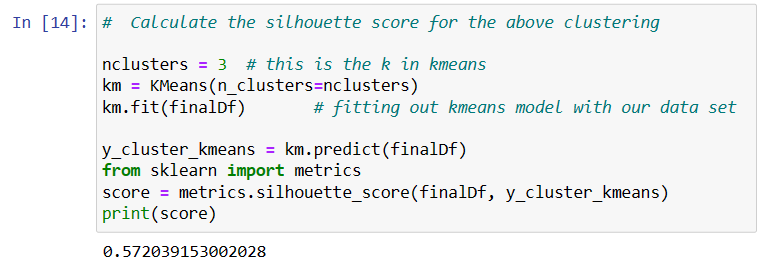 In [14]: #  Calculate the silhouette score for the above clustering
nclusters = 3  # this is the k in kmeans
km = KMeans(n_clusters=nclusters)
km.fit(finalDf)       # fitting out kmeans model with our data set
y_cluster_kmeans = km.predict(finalDf)
from sklearn import metrics
score = metrics.silhouette_score(finalDf, y_cluster_kmeans)
print(score)
0.572039153002028